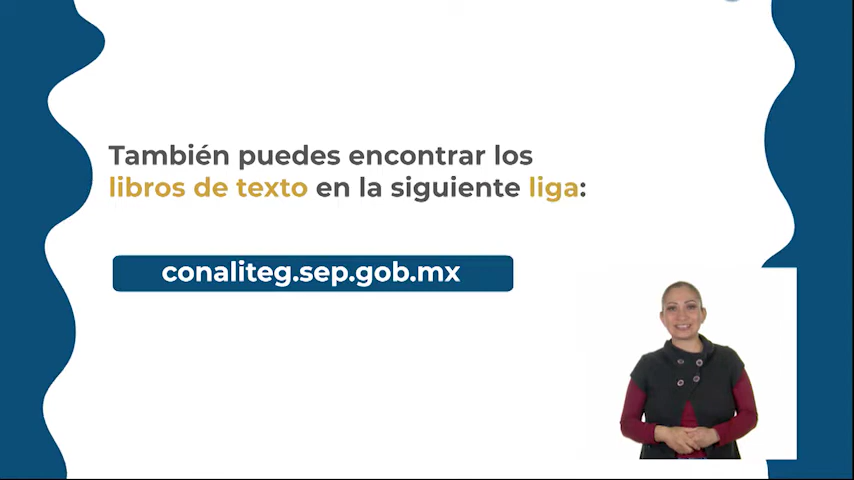 También puedes encontrar los
libros de texto en la siguiente liga:
conaliteg.sep.gob.mx